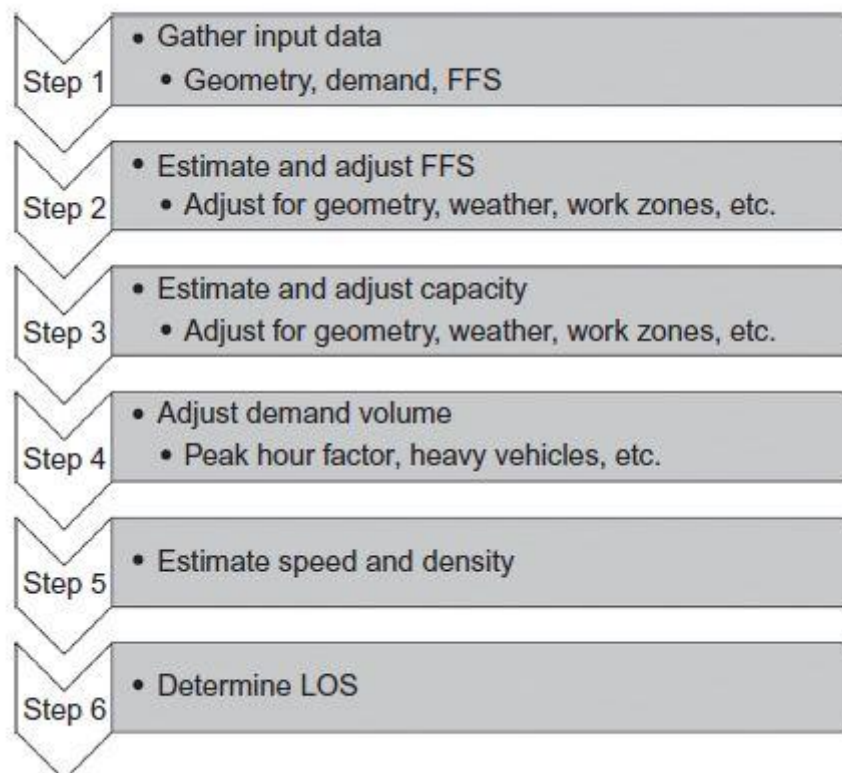 Step 1
• Gather input data
• Geometry, demand, FFS
Step 2
• Estimate and adjust FFS
• Adjust for geometry, weather, work zones, etc.
Step 3
• Estimate and adjust capacity
• Adjust for geometry, weather, work zones, etc.
Step 4
• Adjust demand volume
• Peak hour factor, heavy vehicles, etc.
Step 5
• Estimate speed and density
Step 6
• Determine LOS